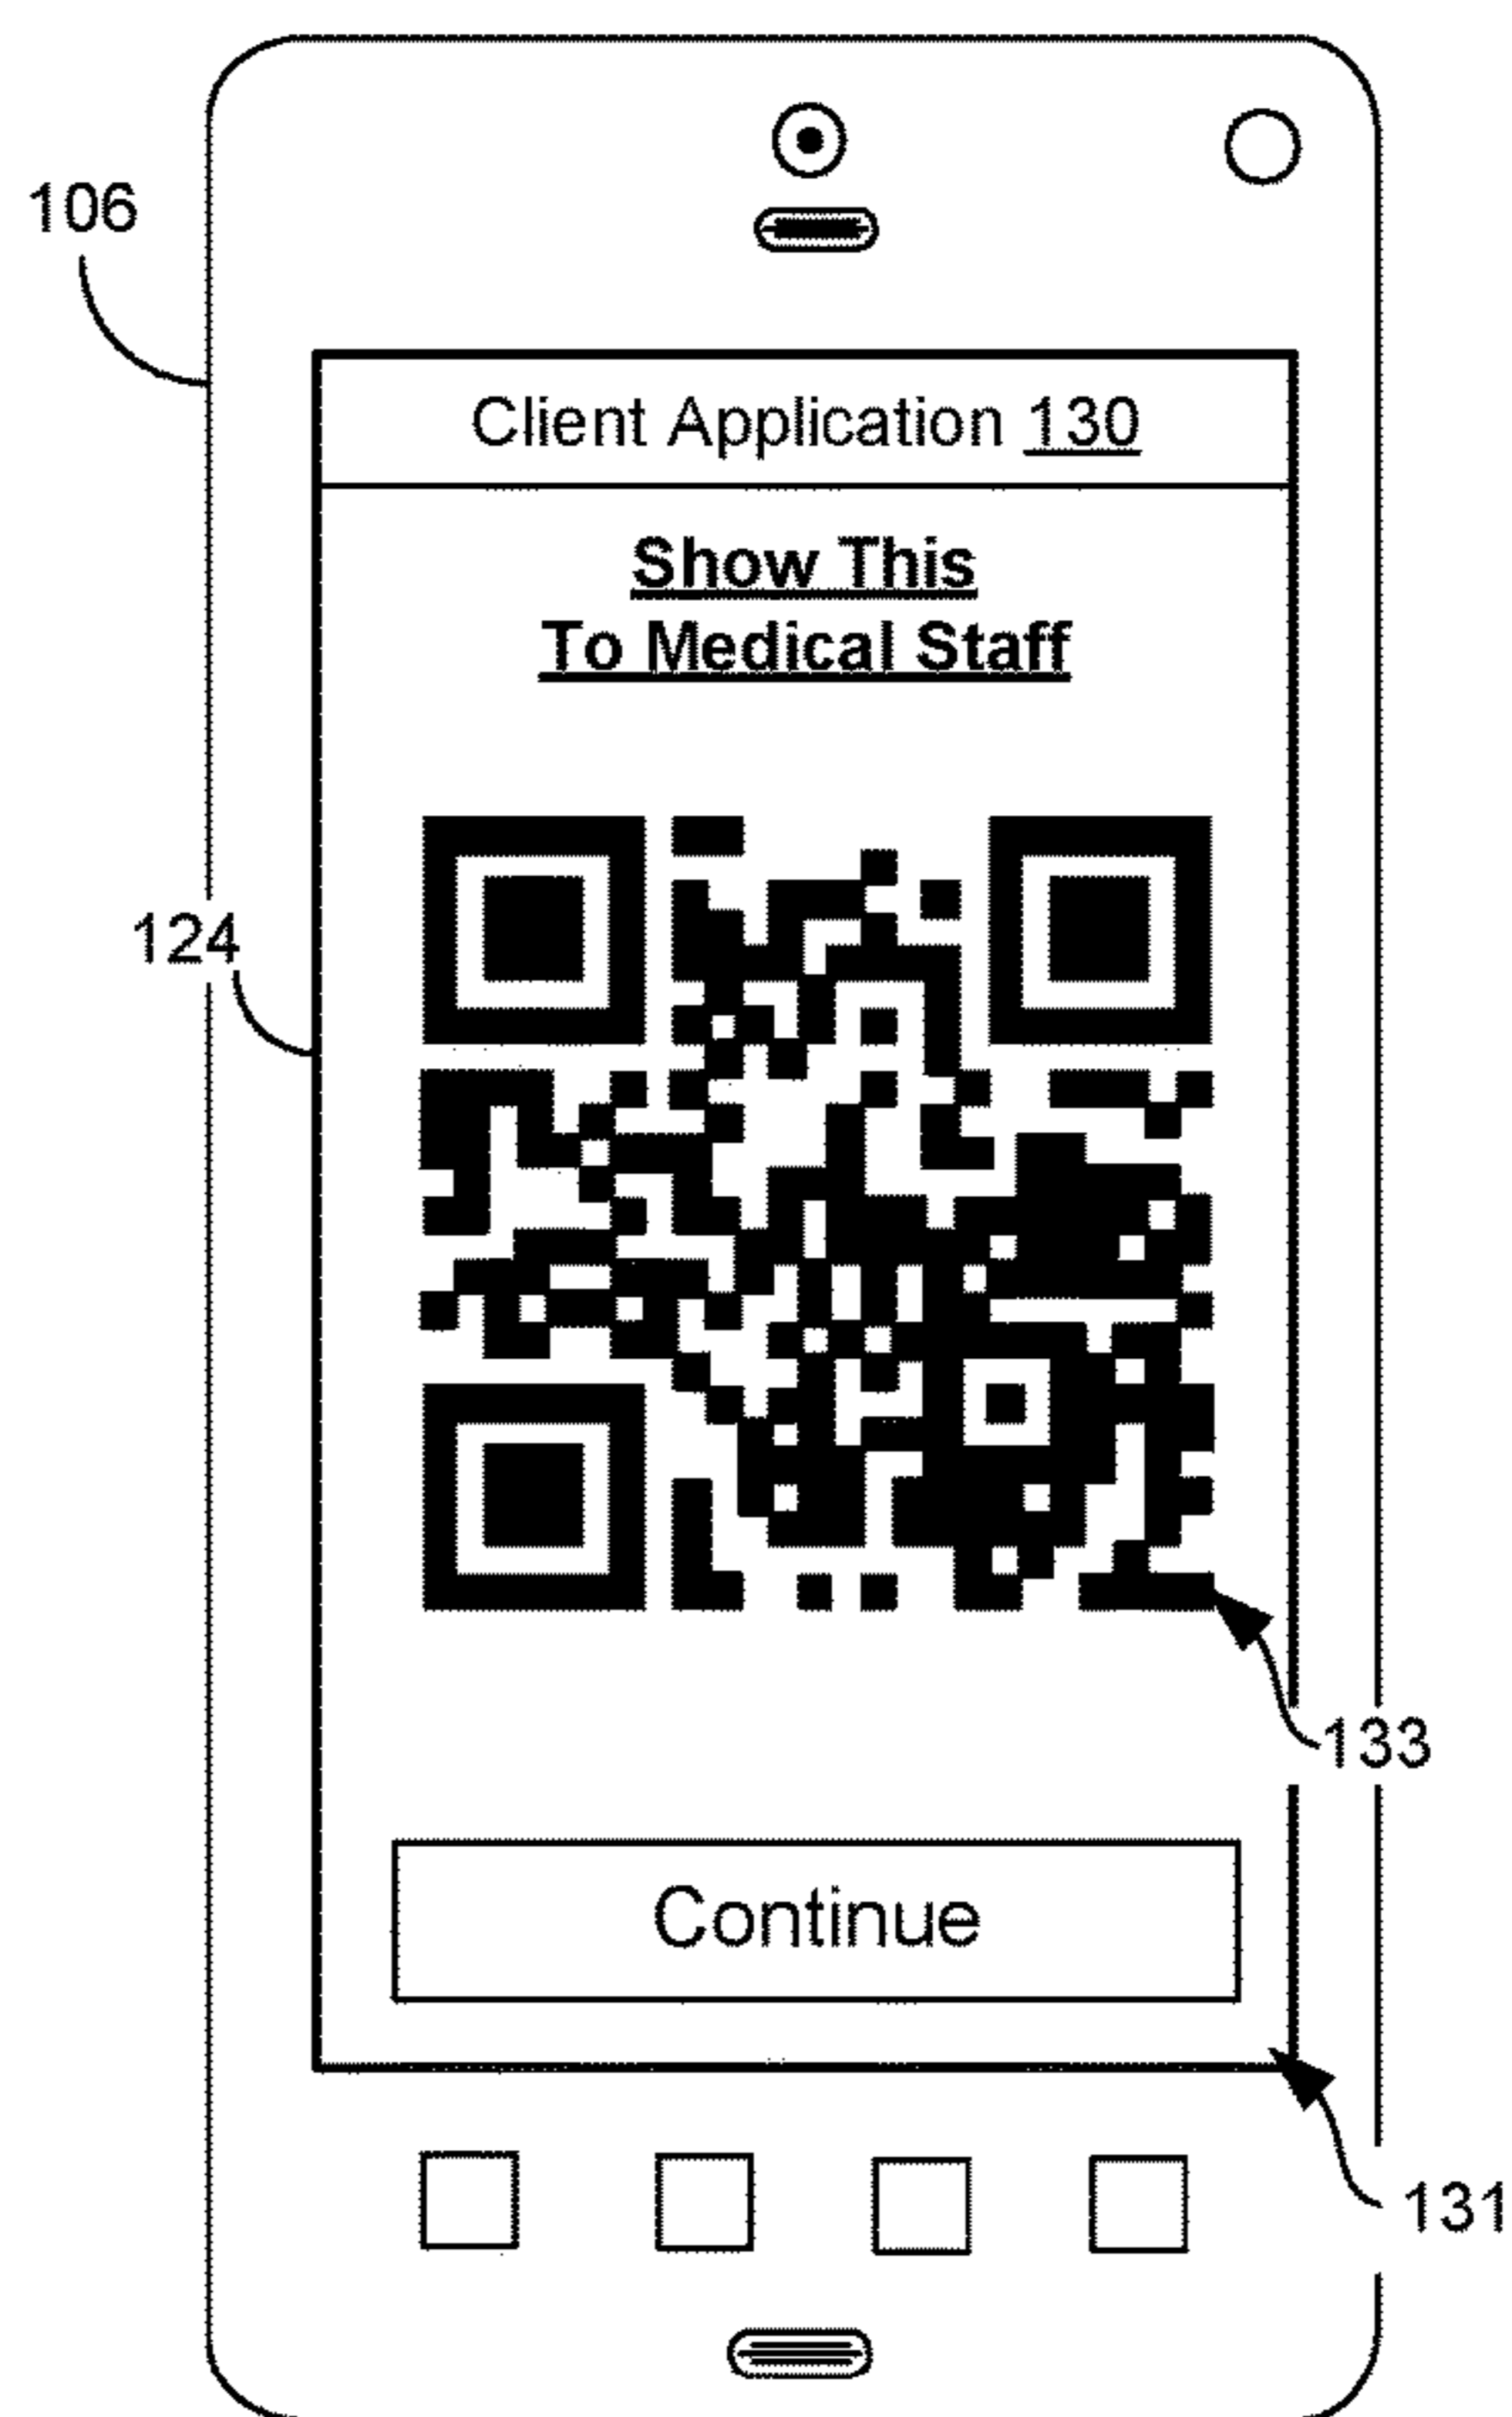 106
Client Application 130
Show This
To Medical Staff
124
133
Continue
131